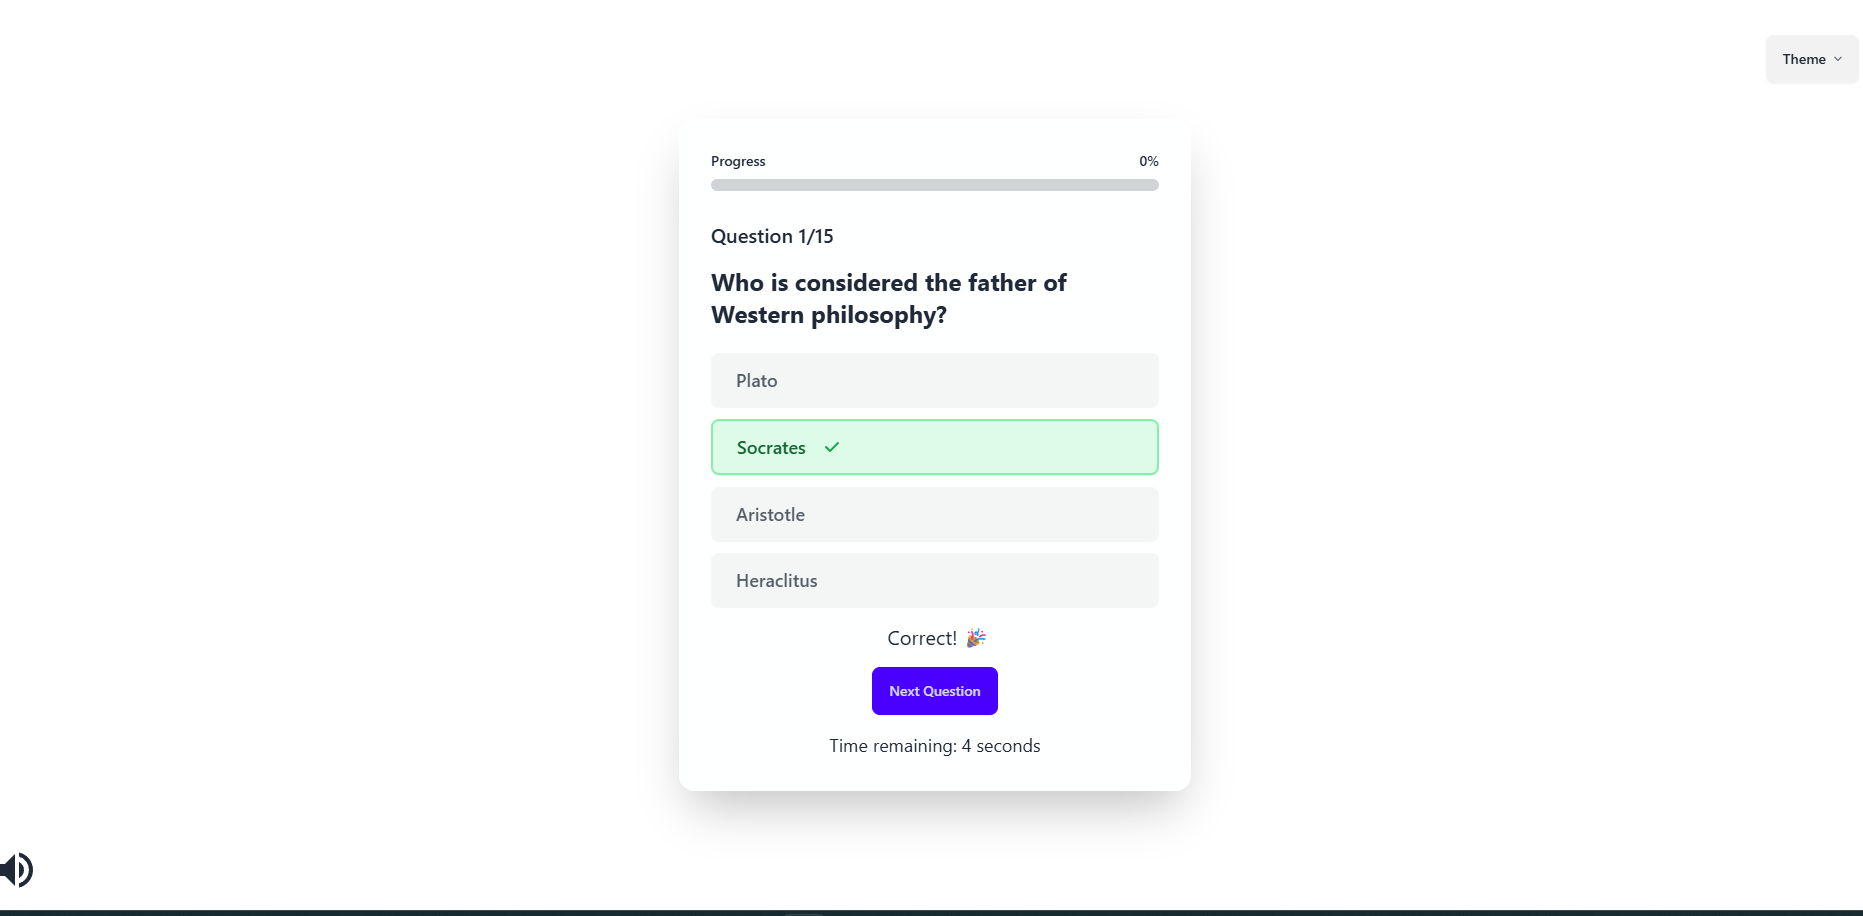 Theme
Progress 0%
Question 1/15
Who is considered the father of
Western philosophy?
Plato
Socrates
Aristotle
Heraclitus
Correct! 🎉
Next Question
Time remaining: 4 seconds